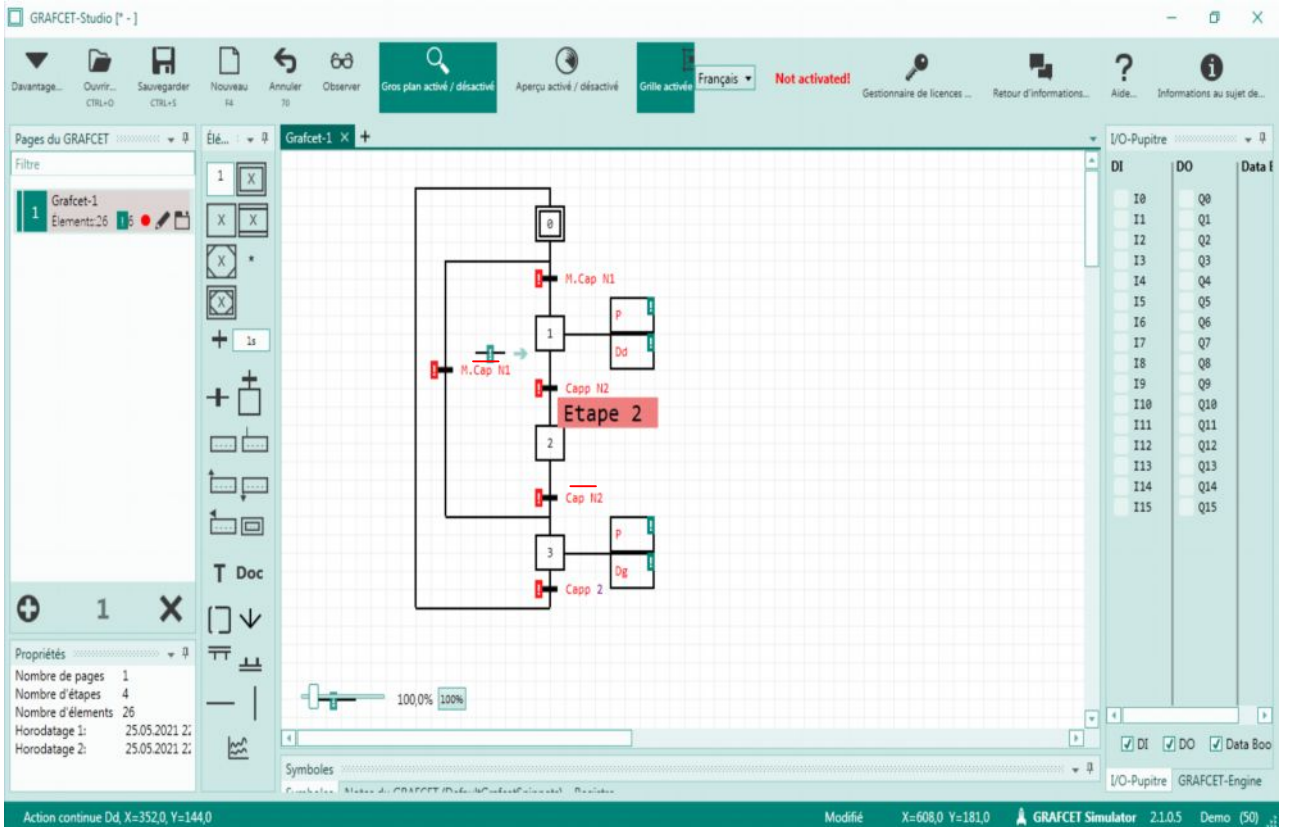 GRAFCET-Studio [* - ]
Davantage...
Ouvrir...
CTRL+O
Sauvegarder
CTRL+S
Nouveau
F4
Annuler
70
Observer
Gros plan activé / désactivé
Aperçu activé / désactivé
Grille activée
Français
Not activated!
Gestionnaire de licences ...
Retour d'informations...
Aide...
Informations au sujet de...
Pages du GRAFCET
Filtre
1
Grafcet-1
Élements:26 6
1
Propriétés
Nombre de pages 1
Nombre d'étapes 4
Nombre d'élements 26
Horodatage 1: 25.05.2021 22
Horodatage 2: 25.05.2021 22
Élé...
1 X
X X
X *
X
1s
T Doc
Grafcet-1 X +
0
M.Cap N1
P
1
Dd
M.Cap N1
Capp N2
Etape 2
2
Cap N2
P
3
Dg
Capp 2
100,0% 100%
Symboles
I/O-Pupitre
DI DO Data
I0 Q0
I1 Q1
I2 Q2
I3 Q3
I4 Q4
I5 Q5
I6 Q6
I7 Q7
I8 Q8
I9 Q9
I10 Q10
I11 Q11
I12 Q12
I13 Q13
I14 Q14
I15 Q15
DI DO Data Boo
I/O-Pupitre GRAFCET-Engine
Action continue Dd, X=352,0, Y=144,0
Modifié X=608,0 Y=181,0 GRAFCET Simulator 2.1.0.5 Demo (50)